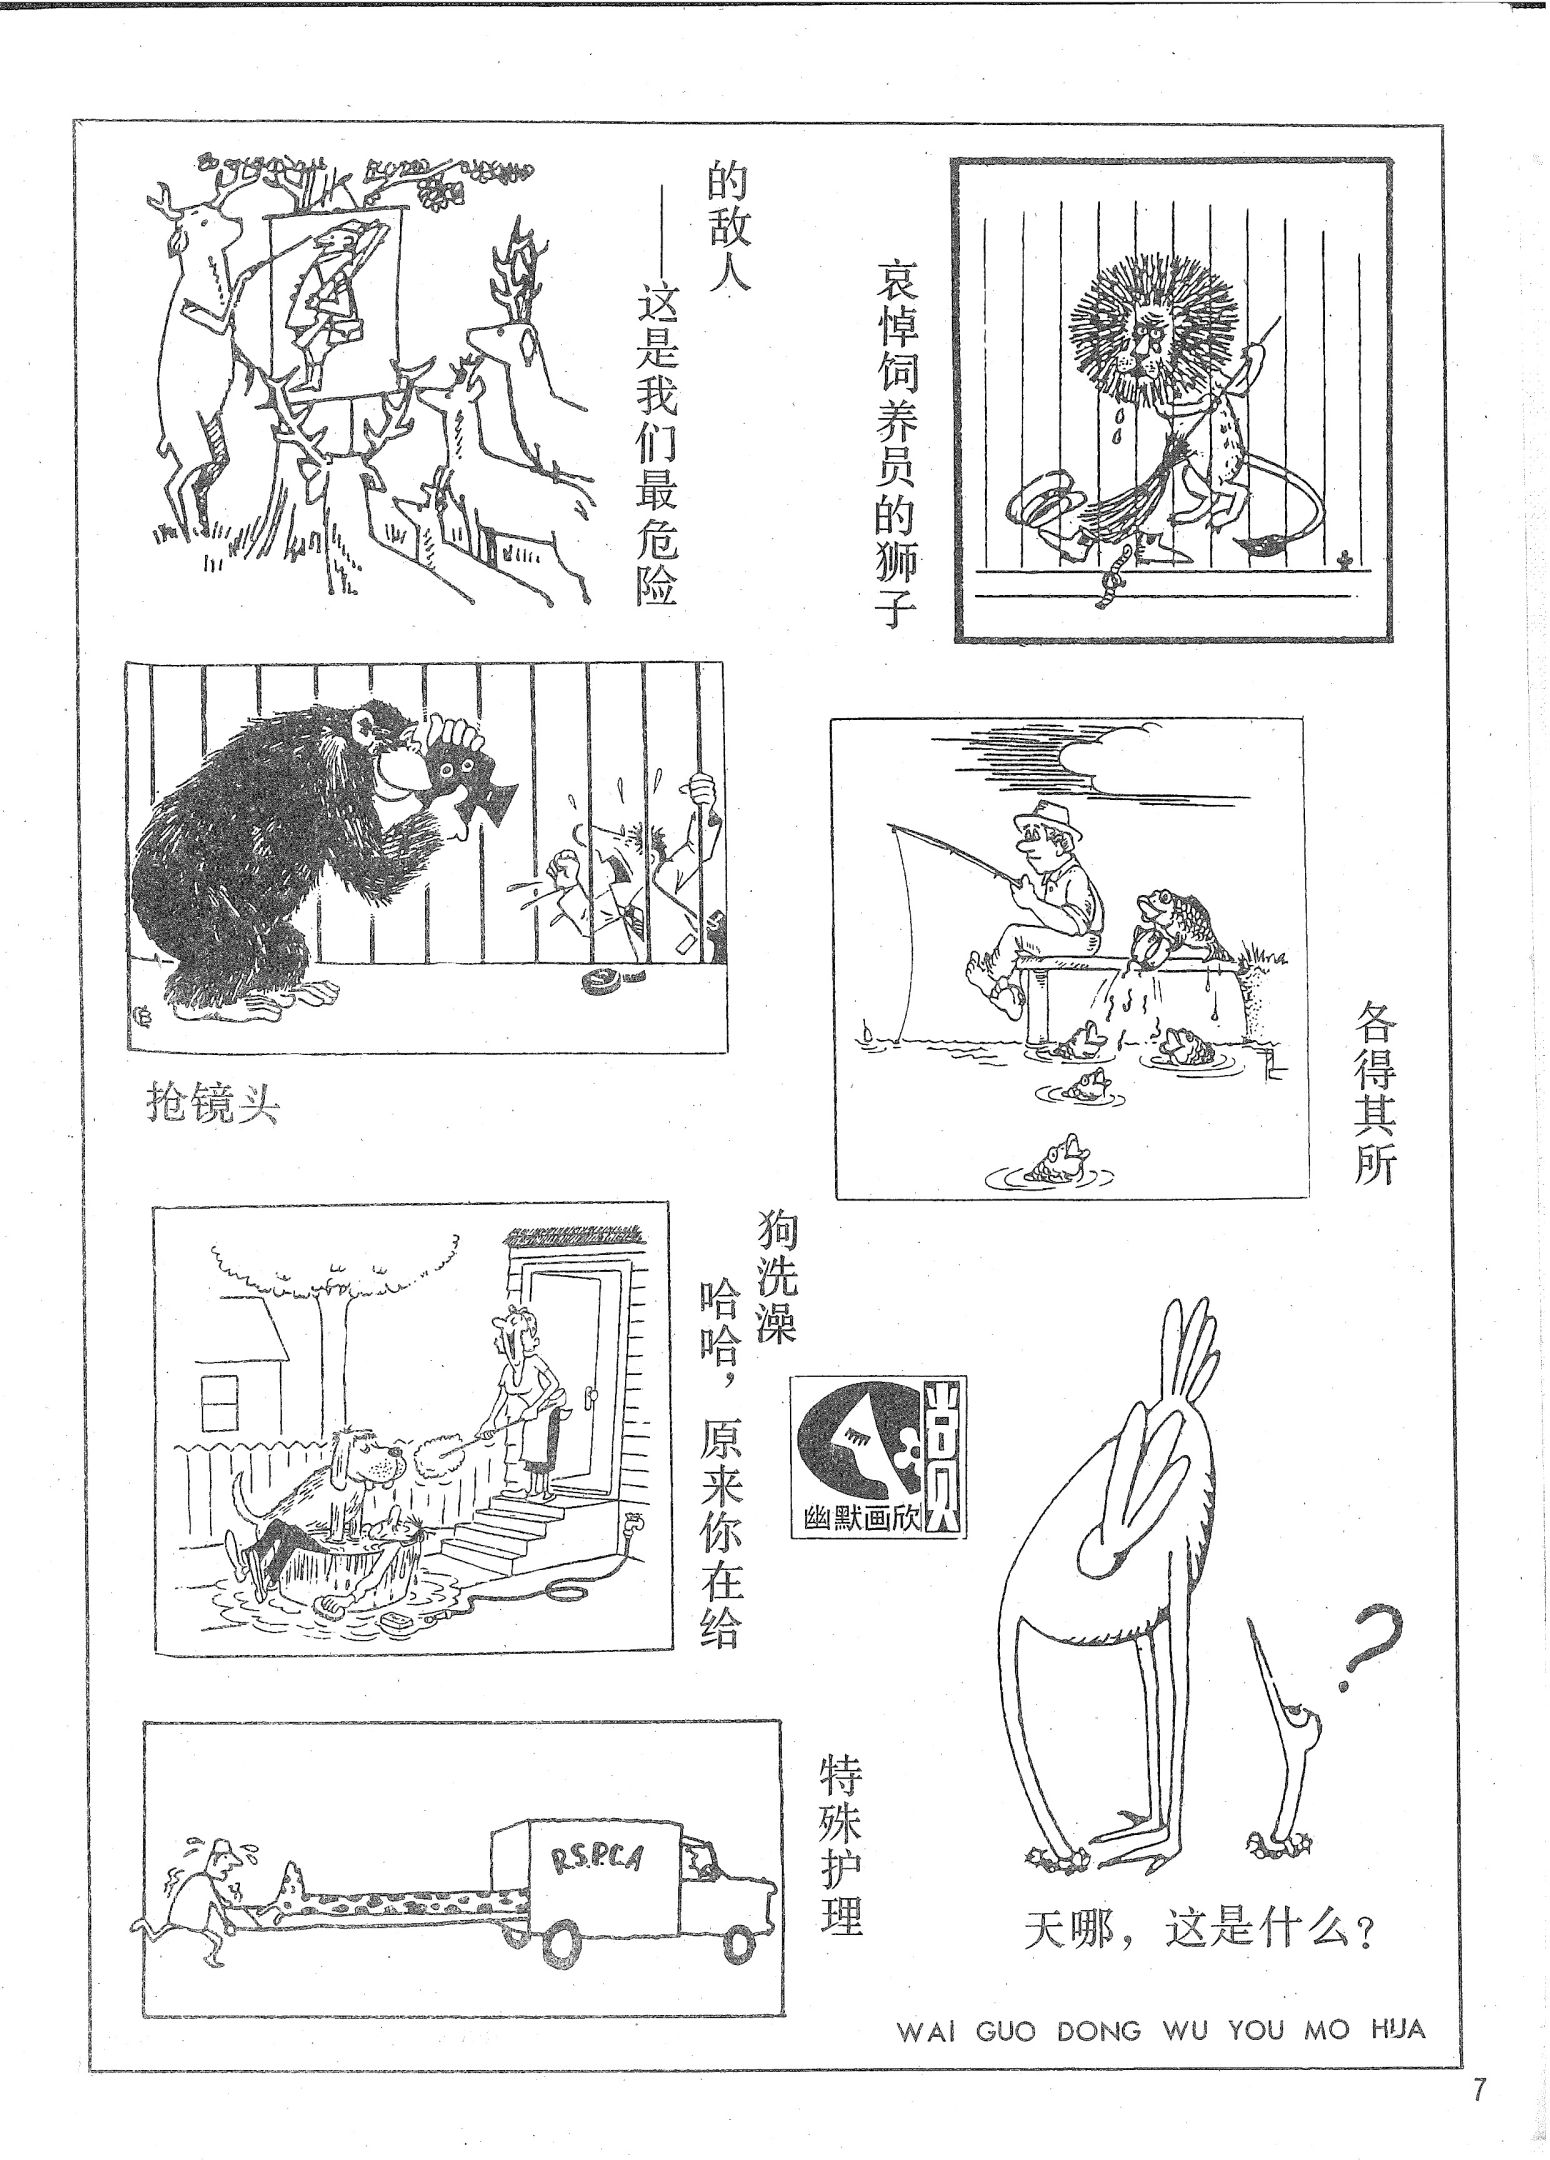 ——这是我们最危险
的敌人
哀悼饲养员的狮子
抢镜头
各得其所
哈哈，原来你在给
狗洗澡
幽默画欣赏
R.S.P.C.A
特殊护理
?
天哪，这是什么?
WAI GUO DONG WU YOU MO HUA
7